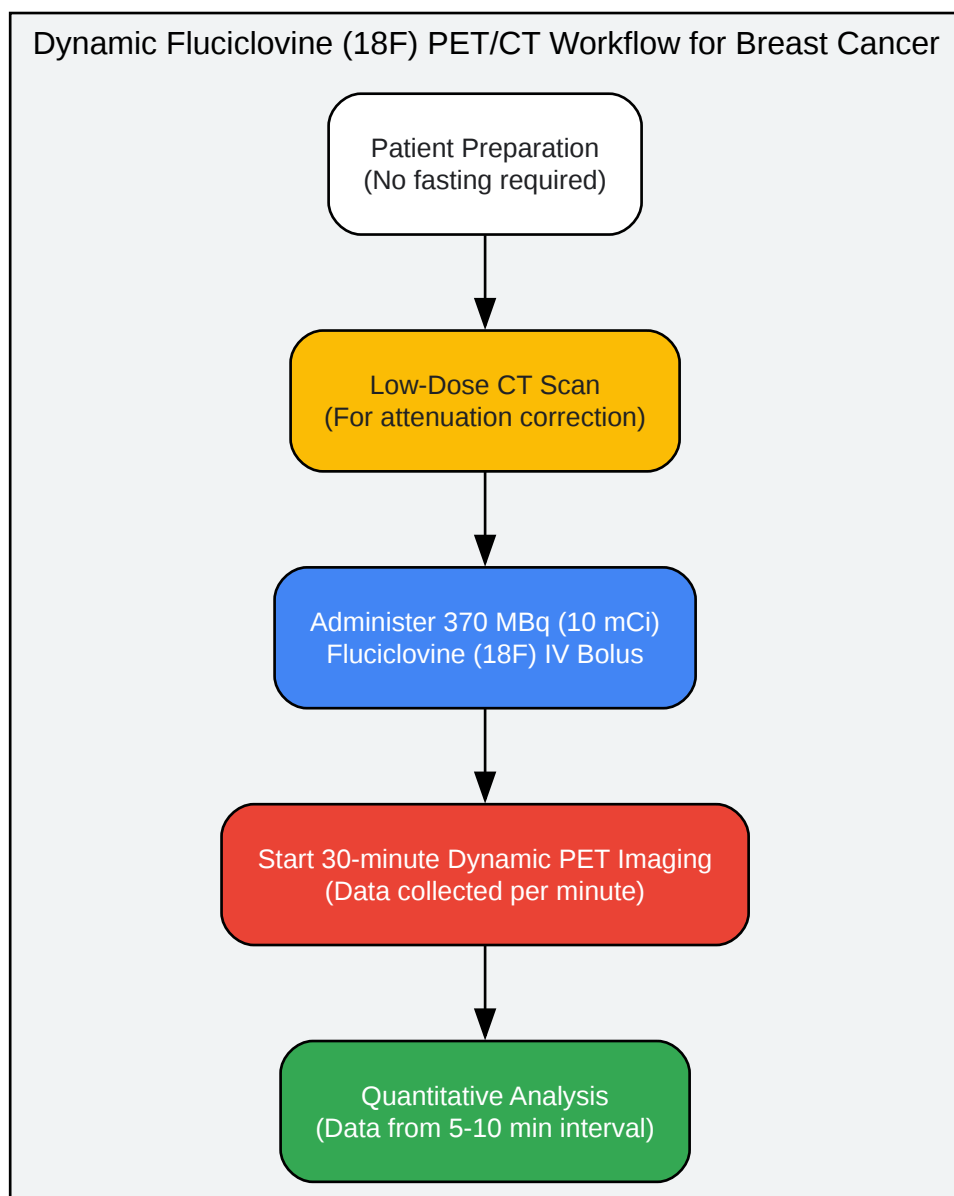 Dynamic Fluciclovine (18F) PET/CT Workflow for Breast Cancer
Patient Preparation
(No fasting required)
Low-Dose CT Scan
(For attenuation correction)
Administer 370 MBq (10 mCi)
Fluciclovine (18F) IV Bolus
Start 30-minute Dynamic PET Imaging
(Data collected per minute)
Quantitative Analysis
(Data from 5-10 min interval)